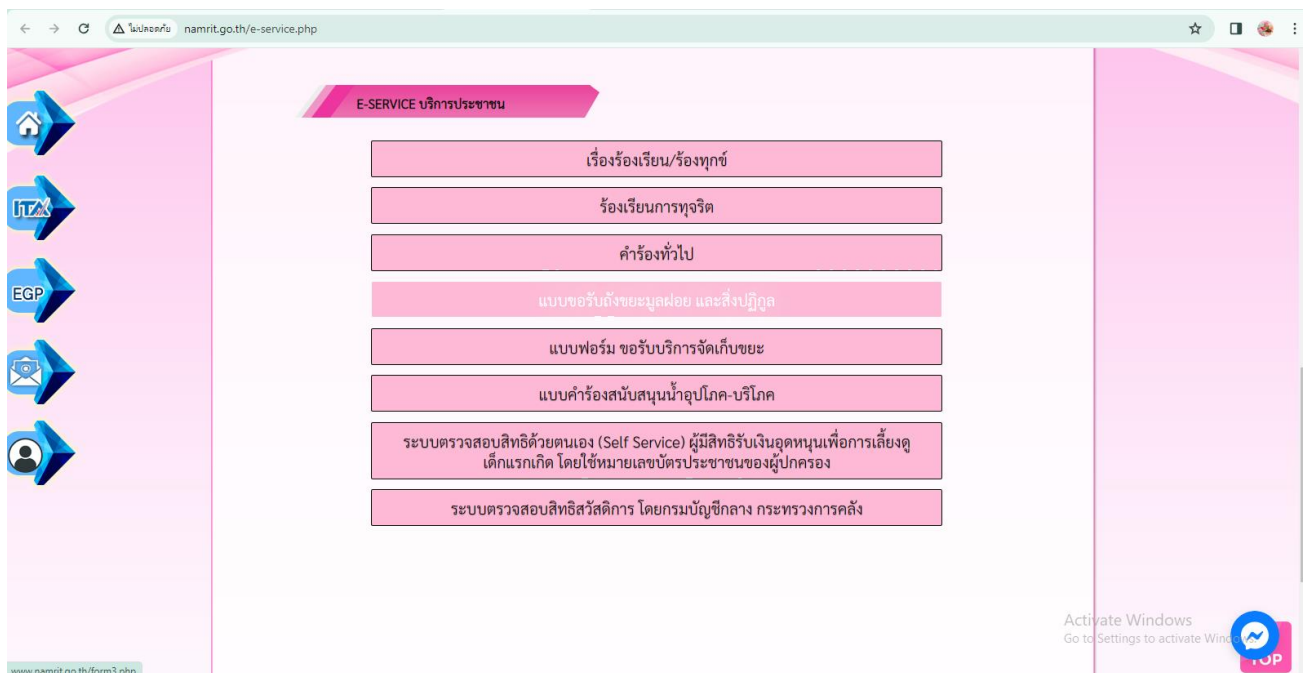 ไม่ปลอดภัย namrit.go.th/e-service.php
E-SERVICE บริการประชาชน
เรื่องร้องเรียน/ร้องทุกข์
ITA
ร้องเรียนการทุจริต
คำร้องทั่วไป
EGP
แบบขอรับถังขยะมูลฝอย และสิ่งปฏิกูล
แบบฟอร์ม ขอรับบริการจัดเก็บขยะ
แบบคำร้องสนับสนุนน้ำอุปโภค-บริโภค
ระบบตรวจสอบสิทธิด้วยตนเอง (Self Service) ผู้มีสิทธิรับเงินอุดหนุนเพื่อการเลี้ยงดู
เด็กแรกเกิด โดยใช้หมายเลขบัตรประชาชนของผู้ปกครอง
ระบบตรวจสอบสิทธิสวัสดิการ โดยกรมบัญชีกลาง กระทรวงการคลัง
Activate Windows
Go to Settings to activate Windows.
TOP
www.namrit.go.th/form3.php